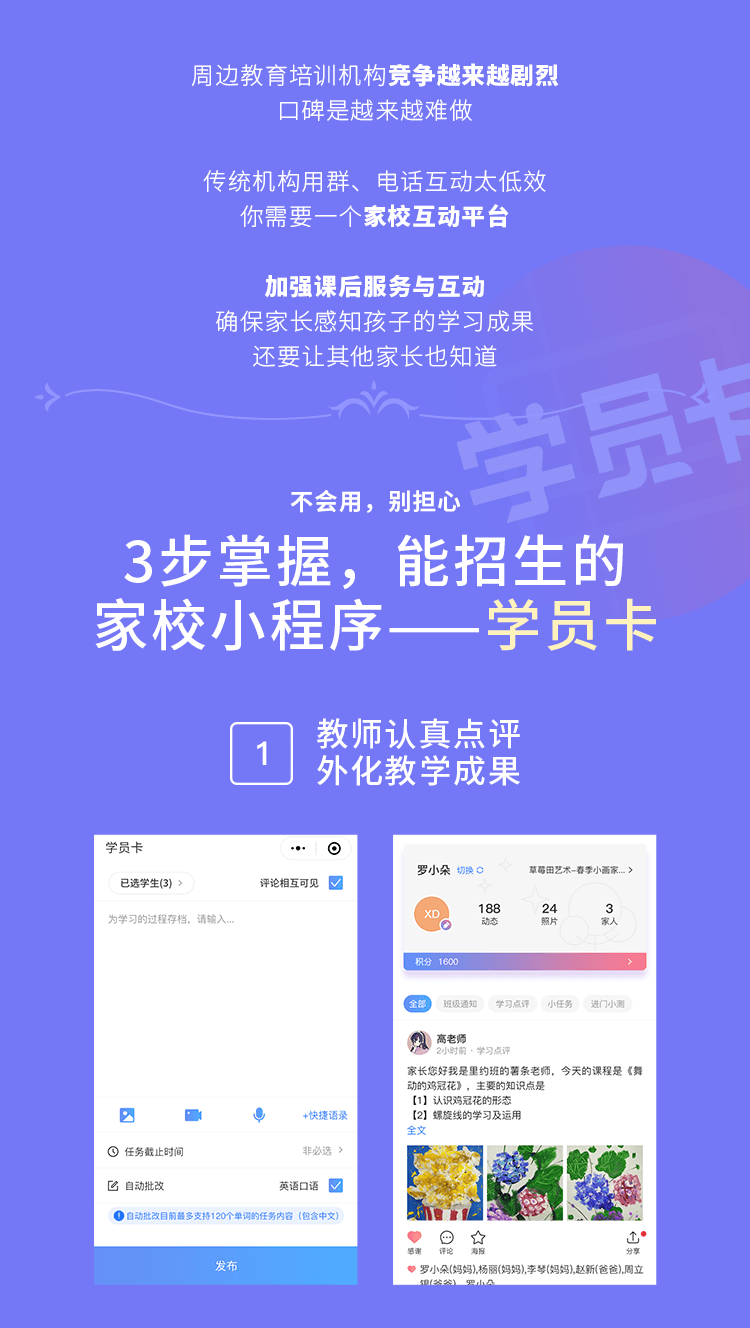 周边教育培训机构竞争越来越剧烈
口碑是越来越难做
传统机构用群、电话互动太低效
你需要一个家校互动平台
加强课后服务与互动
确保家长感知孩子的学习成果
还要让其他家长也知道
学员卡
不会用，别担心
3步掌握，能招生的
家校小程序——学员卡
1
教师认真点评
外化教学成果
学员卡
已选学生(3)
评论相互可见
为学习的过程存档，请输入...
+快捷语录
任务截止时间
非必选
自动批改
英语口语
自动批改目前最多支持120个单词的任务内容（包含中文）
发布
罗小朵 切换
草莓田艺术-春季小画家...
XD
188
24
3
动态
照片
家人
积分 1600
全部
班级通知
学习点评
小任务
进门小测
高老师
2小时前·学习点评
家长您好我是里约班的薯条老师，今天的课程是《舞
动的鸡冠花》，主要的知识点是
【1】认识鸡冠花的形态
【2】螺旋线的学习及运用
全文
感谢
评论
海报
分享
罗小朵(妈妈),杨丽(妈妈),李琴(妈妈),赵新(爸爸),周立
银(爸爸)，罗小朵